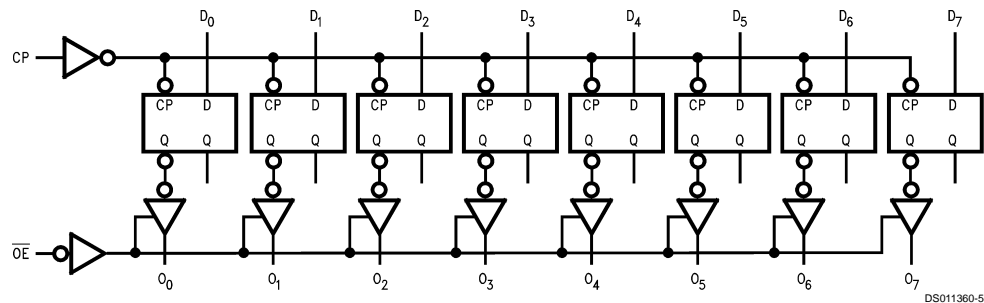 D0 D1 D2 D3 D4 D5 D6 D7
CP
CP D CP D CP D CP D CP D CP D CP D CP D
Q Q Q Q Q Q Q Q Q Q Q Q Q Q Q Q
O̅E̅
O0 O1 O2 O3 O4 O5 O6 O7
DS011360-5